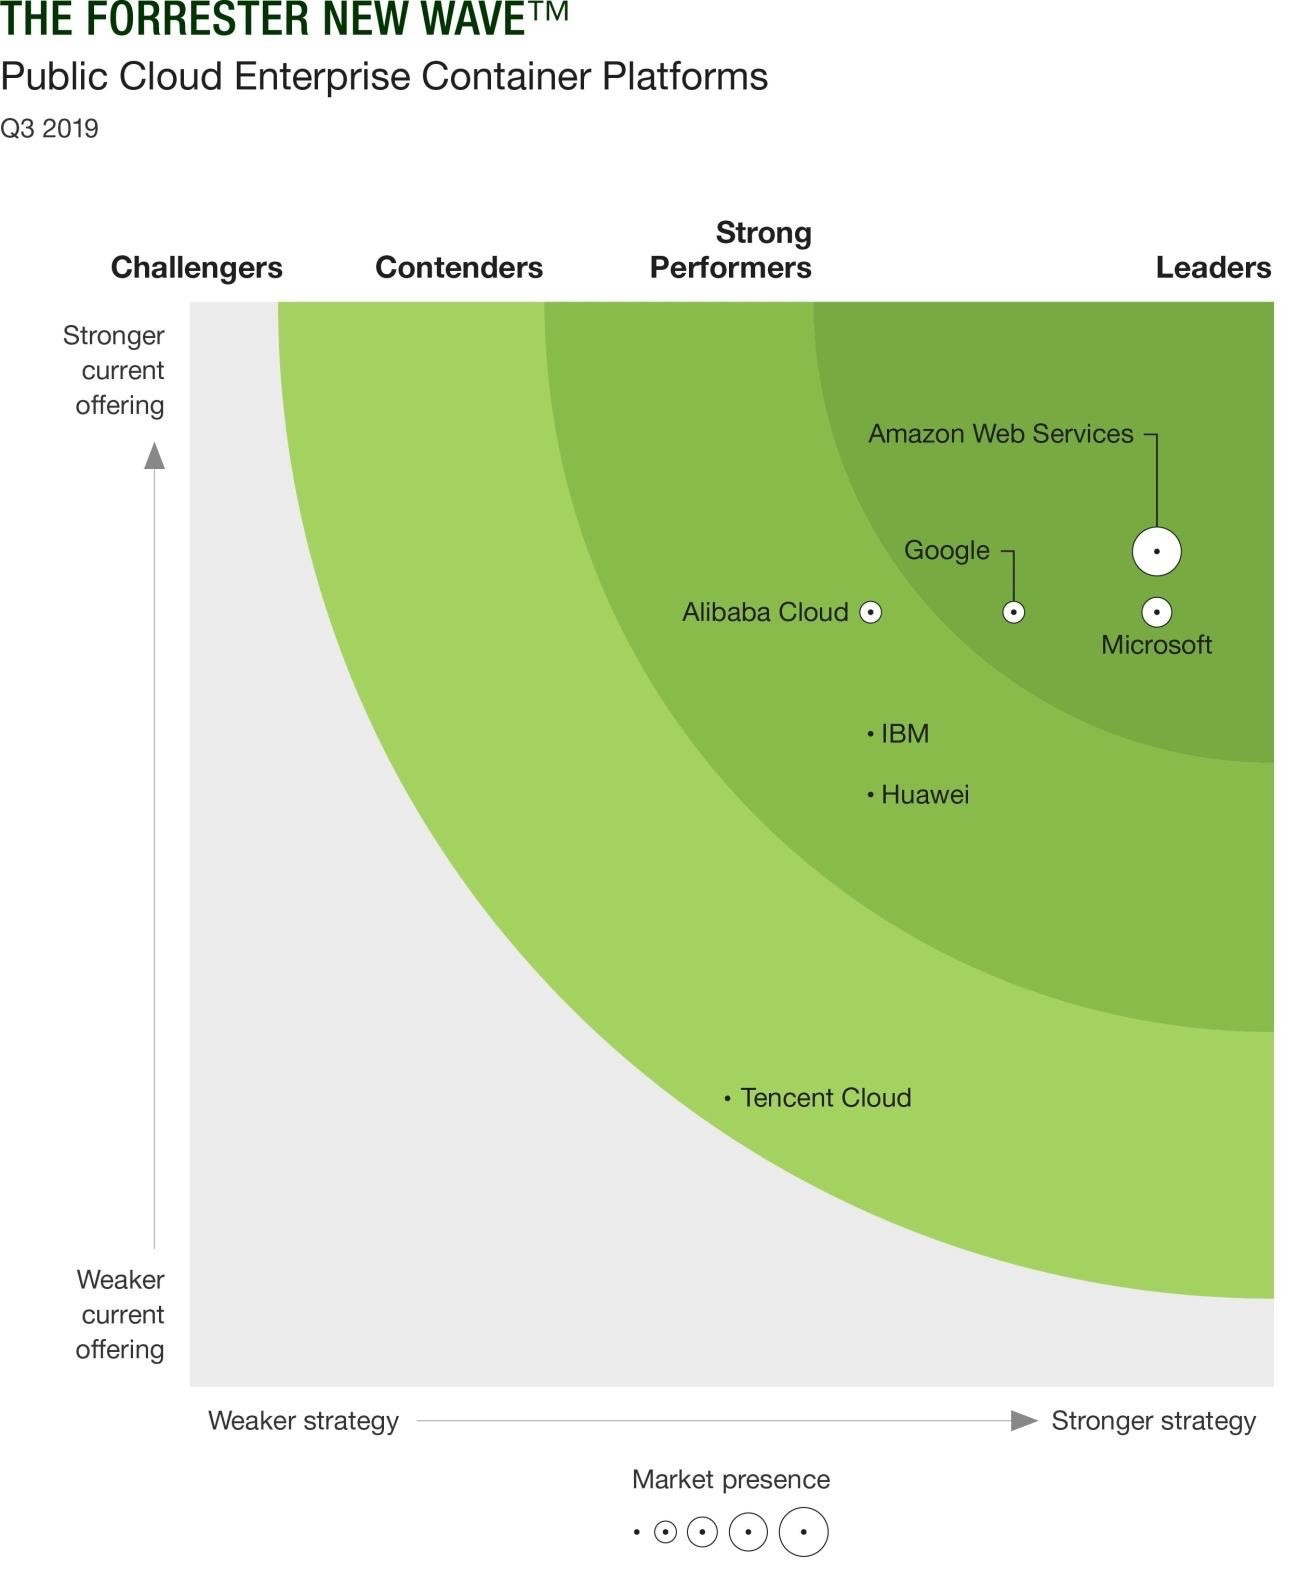 THE FORRESTER NEW WAVE™
Public Cloud Enterprise Container Platforms
Q3 2019
Strong
Challengers Contenders Performers Leaders
Stronger
current
offering
Amazon Web Services
Google
Alibaba Cloud
Microsoft
IBM
Huawei
Tencent Cloud
Weaker
current
offering
Weaker strategy Stronger strategy
Market presence